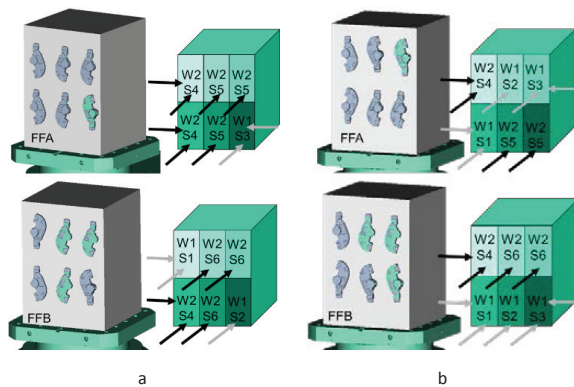 FFA
W2 W2 W2
S4 S5 S5
W2 W2 W1
S4 S5 S3
FFA
W2 W1 W1
S4 S2 S3
W1 W2 W2
S1 S5 S5
FFB
W1 W2 W2
S1 S6 S6
W2 W2 W1
S4 S6 S2
FFB
W2 W2 W2
S4 S6 S6
W1 W1 W1
S1 S2 S3
a
b